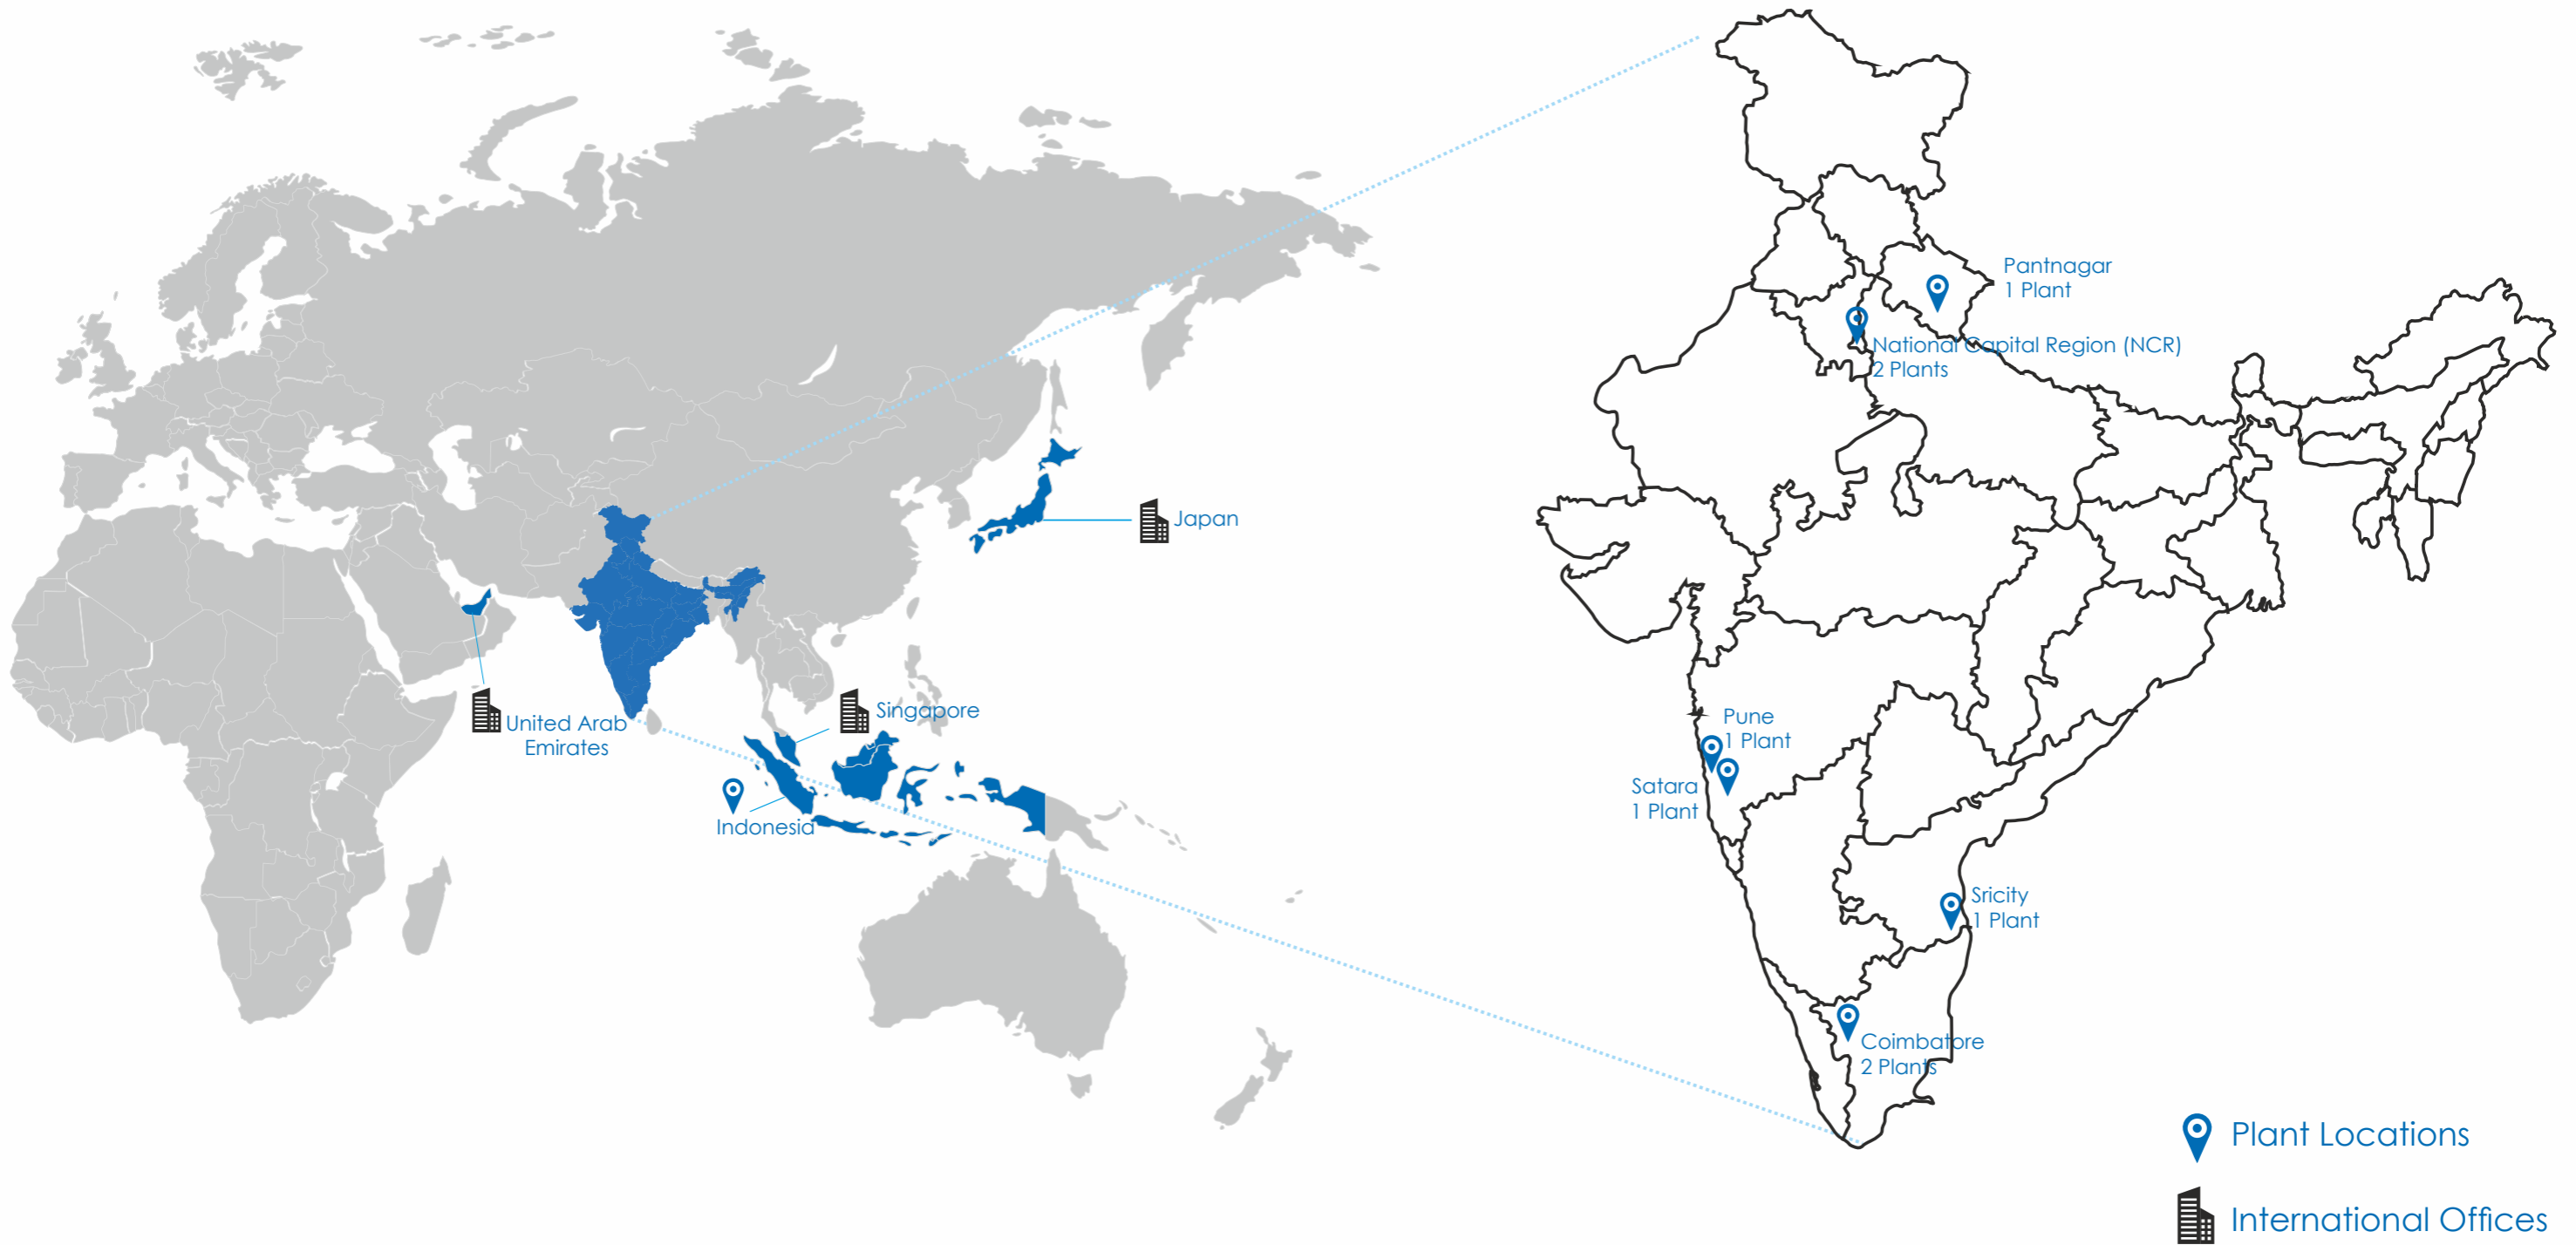 Pantnagar
1 Plant
National Capital Region (NCR)
2 Plants
Japan
United Arab
Emirates
Singapore
Indonesia
Pune
1 Plant
Satara
1 Plant
Sricity
1 Plant
Coimbatore
2 Plants
Plant Locations
International Offices